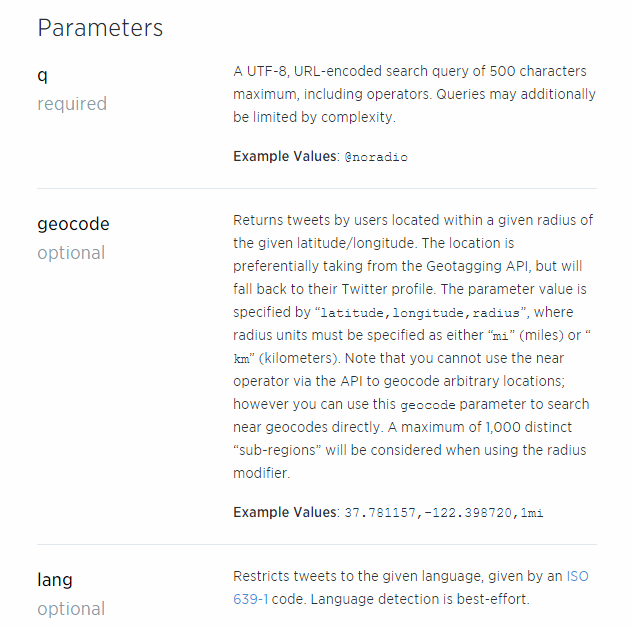 Parameters
q
required
A UTF-8, URL-encoded search query of 500 characters
maximum, including operators. Queries may additionally
be limited by complexity.
Example Values: @noradio
geocode
optional
Returns tweets by users located within a given radius of
the given latitude/longitude. The location is
preferentially taking from the Geotagging API, but will
fall back to their Twitter profile. The parameter value is
specified by “latitude,longitude,radius”, where
radius units must be specified as either “mi” (miles) or “
km” (kilometers). Note that you cannot use the near
operator via the API to geocode arbitrary locations;
however you can use this geocode parameter to search
near geocodes directly. A maximum of 1,000 distinct
“sub-regions” will be considered when using the radius
modifier.
Example Values: 37.781157,-122.398720,1mi
lang
optional
Restricts tweets to the given language, given by an ISO
639-1 code. Language detection is best-effort.